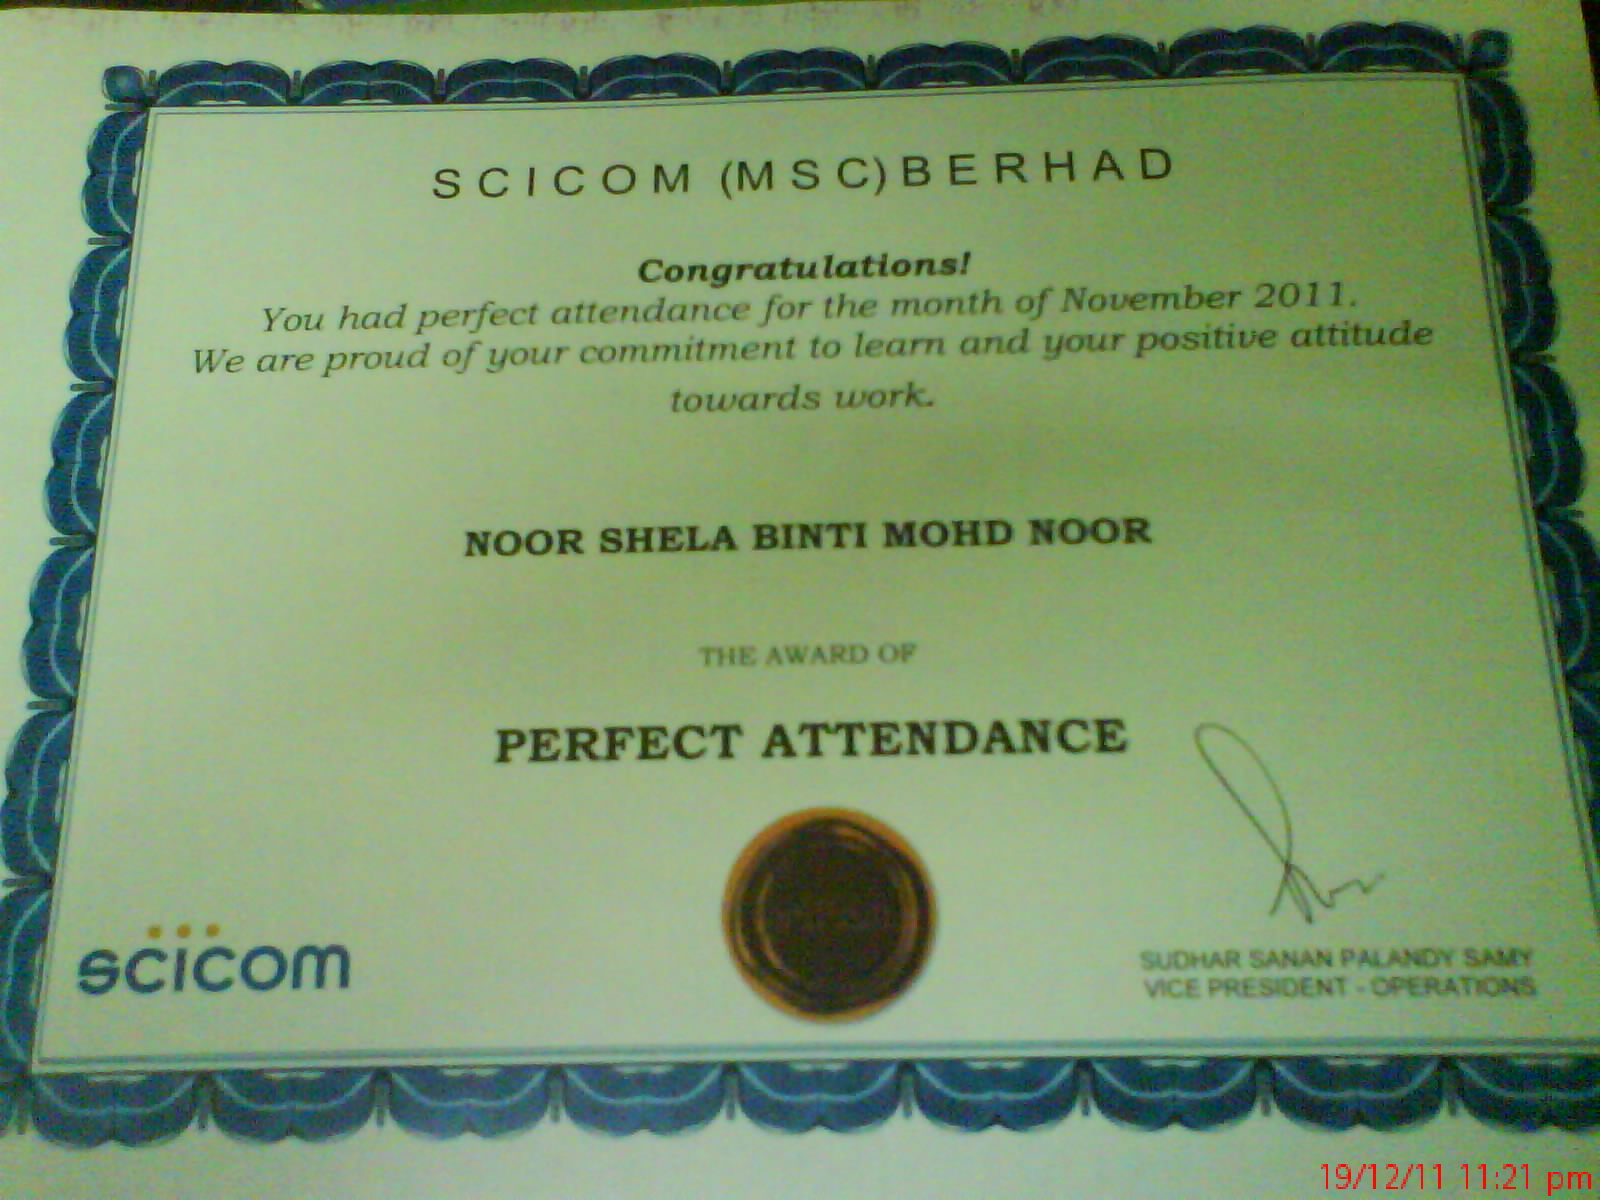 SCICOM (MSC) BERHAD
Congratulations!
You had perfect attendance for the month of November 2011.
We are proud of your commitment to learn and your positive attitude
towards work.
NOOR SHELA BINTI MOHD NOOR
THE AWARD OF
PERFECT ATTENDANCE
scicom
SUDHAR SANAN PALANDY SAMY
VICE PRESIDENT - OPERATIONS
19/12/11 11:21 pm